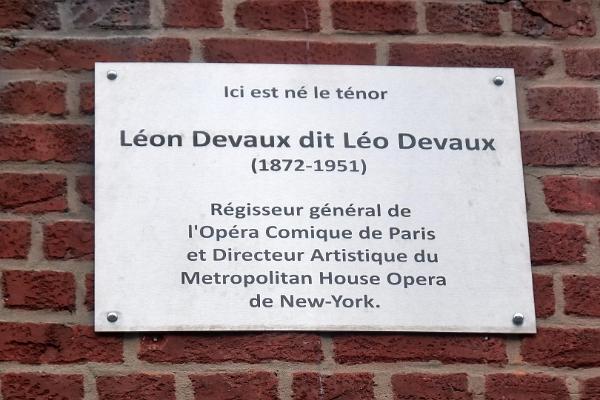 Ici est né le ténor
Léon Devaux dit Léo Devaux
(1872-1951)
Régisseur général de
l'Opéra Comique de Paris
et Directeur Artistique du
Metropolitan House Opera
de New-York.